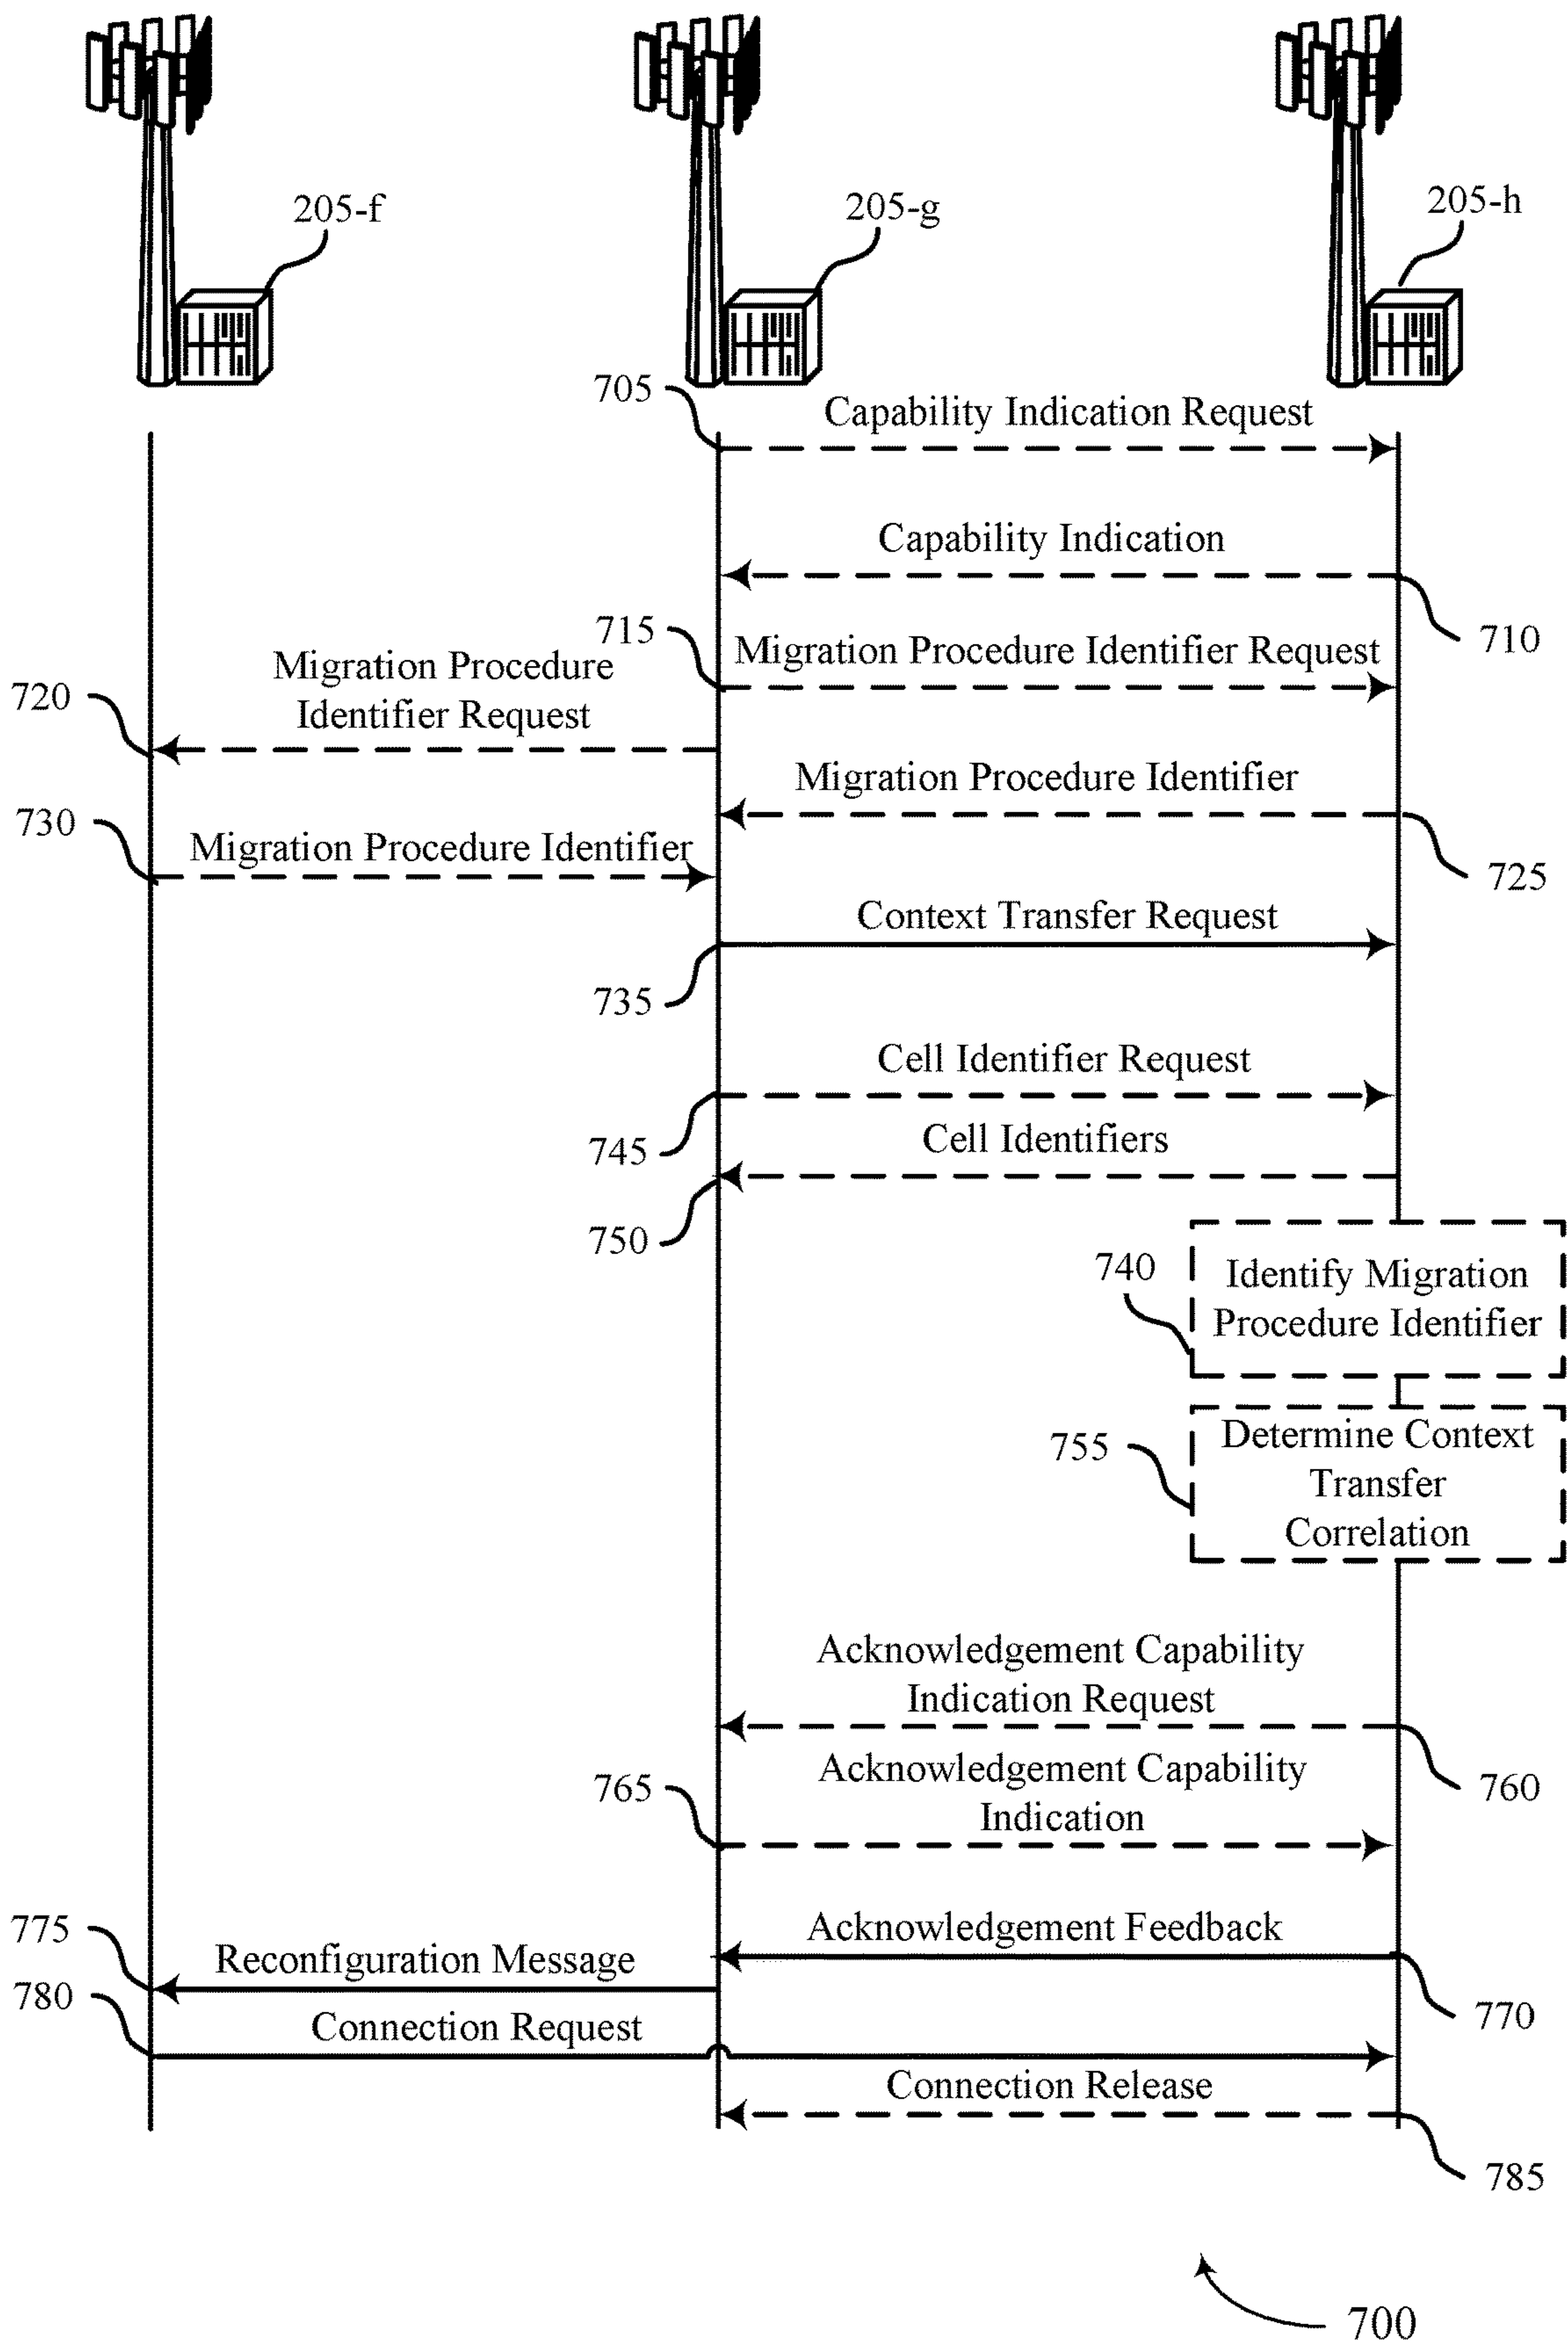 205-f
205-g
205-h
705
Capability Indication Request
Capability Indication
710
715
Migration Procedure Identifier Request
720
Migration Procedure
Identifier Request
Migration Procedure Identifier
725
730
Migration Procedure Identifier
Context Transfer Request
735
Cell Identifier Request
745
Cell Identifiers
750
740
Identify Migration
Procedure Identifier
755
Determine Context
Transfer
Correlation
Acknowledgement Capability
Indication Request
760
765
Acknowledgement Capability
Indication
Acknowledgement Feedback
770
775
Reconfiguration Message
780
Connection Request
Connection Release
785
700